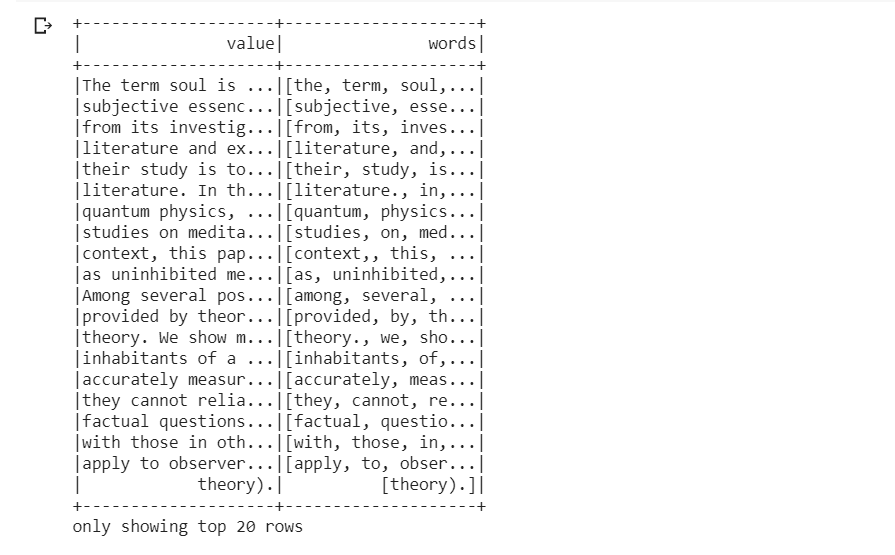 +--------------------+--------------------+
|               value|               words|
+--------------------+--------------------+
|The term soul is ...|[the, term, soul,...|
|subjective essenc...|[subjective, esse...|
|from its investig...|[from, its, inves...|
|literature and ex...|[literature, and,...|
|their study is to...|[their, study, is...|
|literature. In th...|[literature., in,...|
|quantum physics, ...|[quantum, physics...|
|studies on medita...|[studies, on, med...|
|context, this pap...|[context,, this, ...|
|as uninhibited me...|[as, uninhibited,...|
|Among several pos...|[among, several, ...|
|provided by theor...|[provided, by, th...|
|theory. We show m...|[theory., we, sho...|
|inhabitants of a ...|[inhabitants, of,...|
|accurately measur...|[accurately, meas...|
|they cannot relia...|[they, cannot, re...|
|factual questions...|[factual, questio...|
|with those in oth...|[with, those, in,...|
|apply to observer...|[apply, to, obser...|
|            theory).|          [theory).]|
+--------------------+--------------------+
only showing top 20 rows